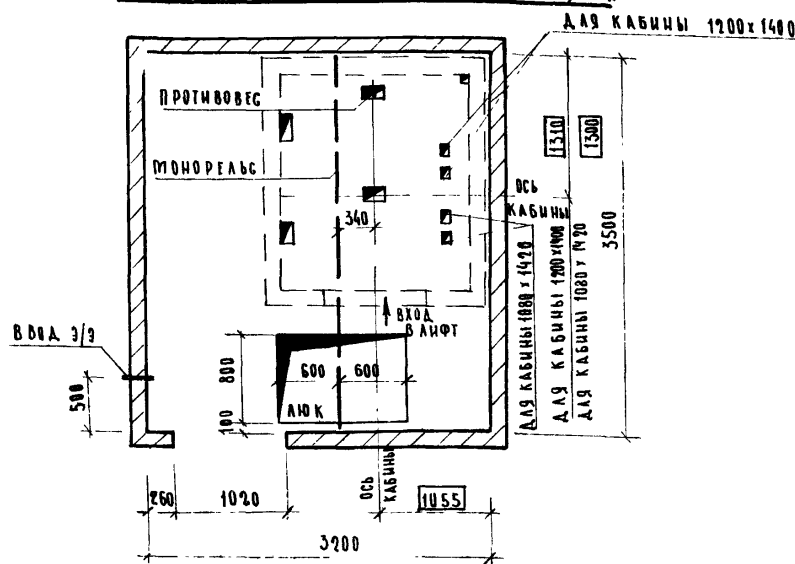 ДЛЯ КАБИНЫ 1200х1400
ПРОТИВОВЕС
МОНОРЕЛЬС
340
ОСЬ
КАБИНЫ
1310
1300
3500
ДЛЯ КАБИНЫ 1080х1420
ДЛЯ КАБИНЫ 1200х1400
ДЛЯ КАБИНЫ 1080х1420
ВХОД
В ЛИФТ
ВВОД Э/Э
500
800
100
600
600
ЛЮК
260
1020
ОСЬ
КАБИНЫ
1055
3200